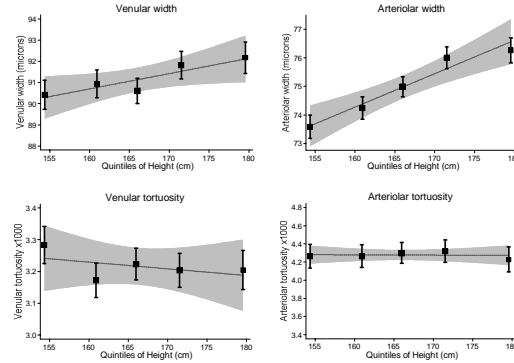 Venular width
Venular width (microns)
94
93
92
91
90
89
88
155 160 165 170 175 180
Quintiles of Height (cm)
Arteriolar width
Arteriolar width (microns)
77
76
75
74
73
155 160 165 170 175 180
Quintiles of Height (cm)
Venular tortuosity
Venular tortuosity x1000
3.4
3.2
3.2
3.1
3.0
155 160 165 170 175 180
Quintiles of Height (cm)
Arteriolar tortuosity
Arteriolar tortuosity x1000
4.8
4.6
4.4
4.2
4.0
3.8
3.6
3.4
155 160 165 170 175 180
Quintiles of Height (cm)